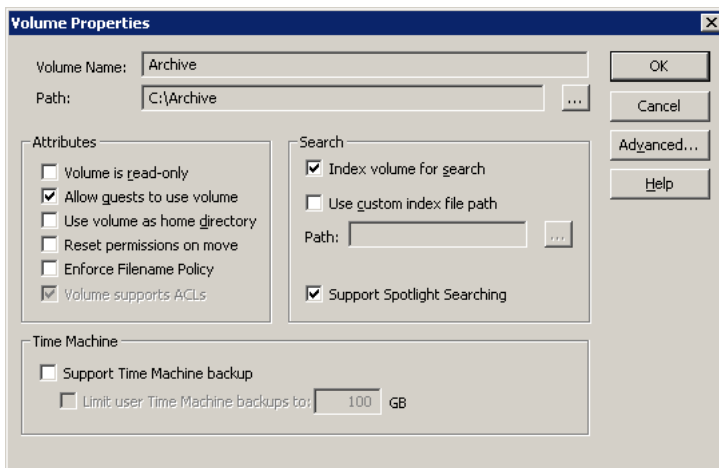 Volume Properties
Volume Name: Archive
OK
Path: C:\Archive ...
Cancel
Attributes
Volume is read-only
Allow guests to use volume
Use volume as home directory
Reset permissions on move
Enforce Filename Policy
Volume supports ACLs
Search
Index volume for search
Use custom index file path
Path: ...
Support Spotlight Searching
Advanced...
Help
Time Machine
Support Time Machine backup
Limit user Time Machine backups to: 100 GB